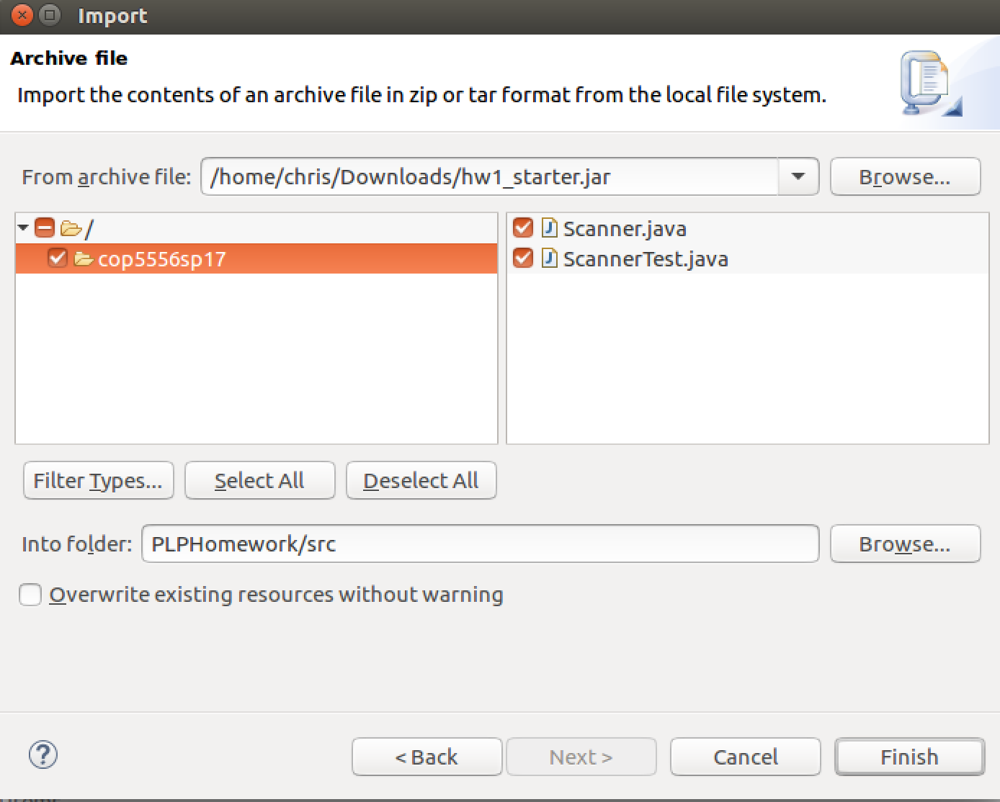 Import
Archive file
Import the contents of an archive file in zip or tar format from the local file system.
From archive file: /home/chris/Downloads/hw1_starter.jar Browse...
/
cop5556sp17
Scanner.java
ScannerTest.java
Filter Types... Select All Deselect All
Into folder: PLPHomework/src Browse...
Overwrite existing resources without warning
? < Back Next > Cancel Finish